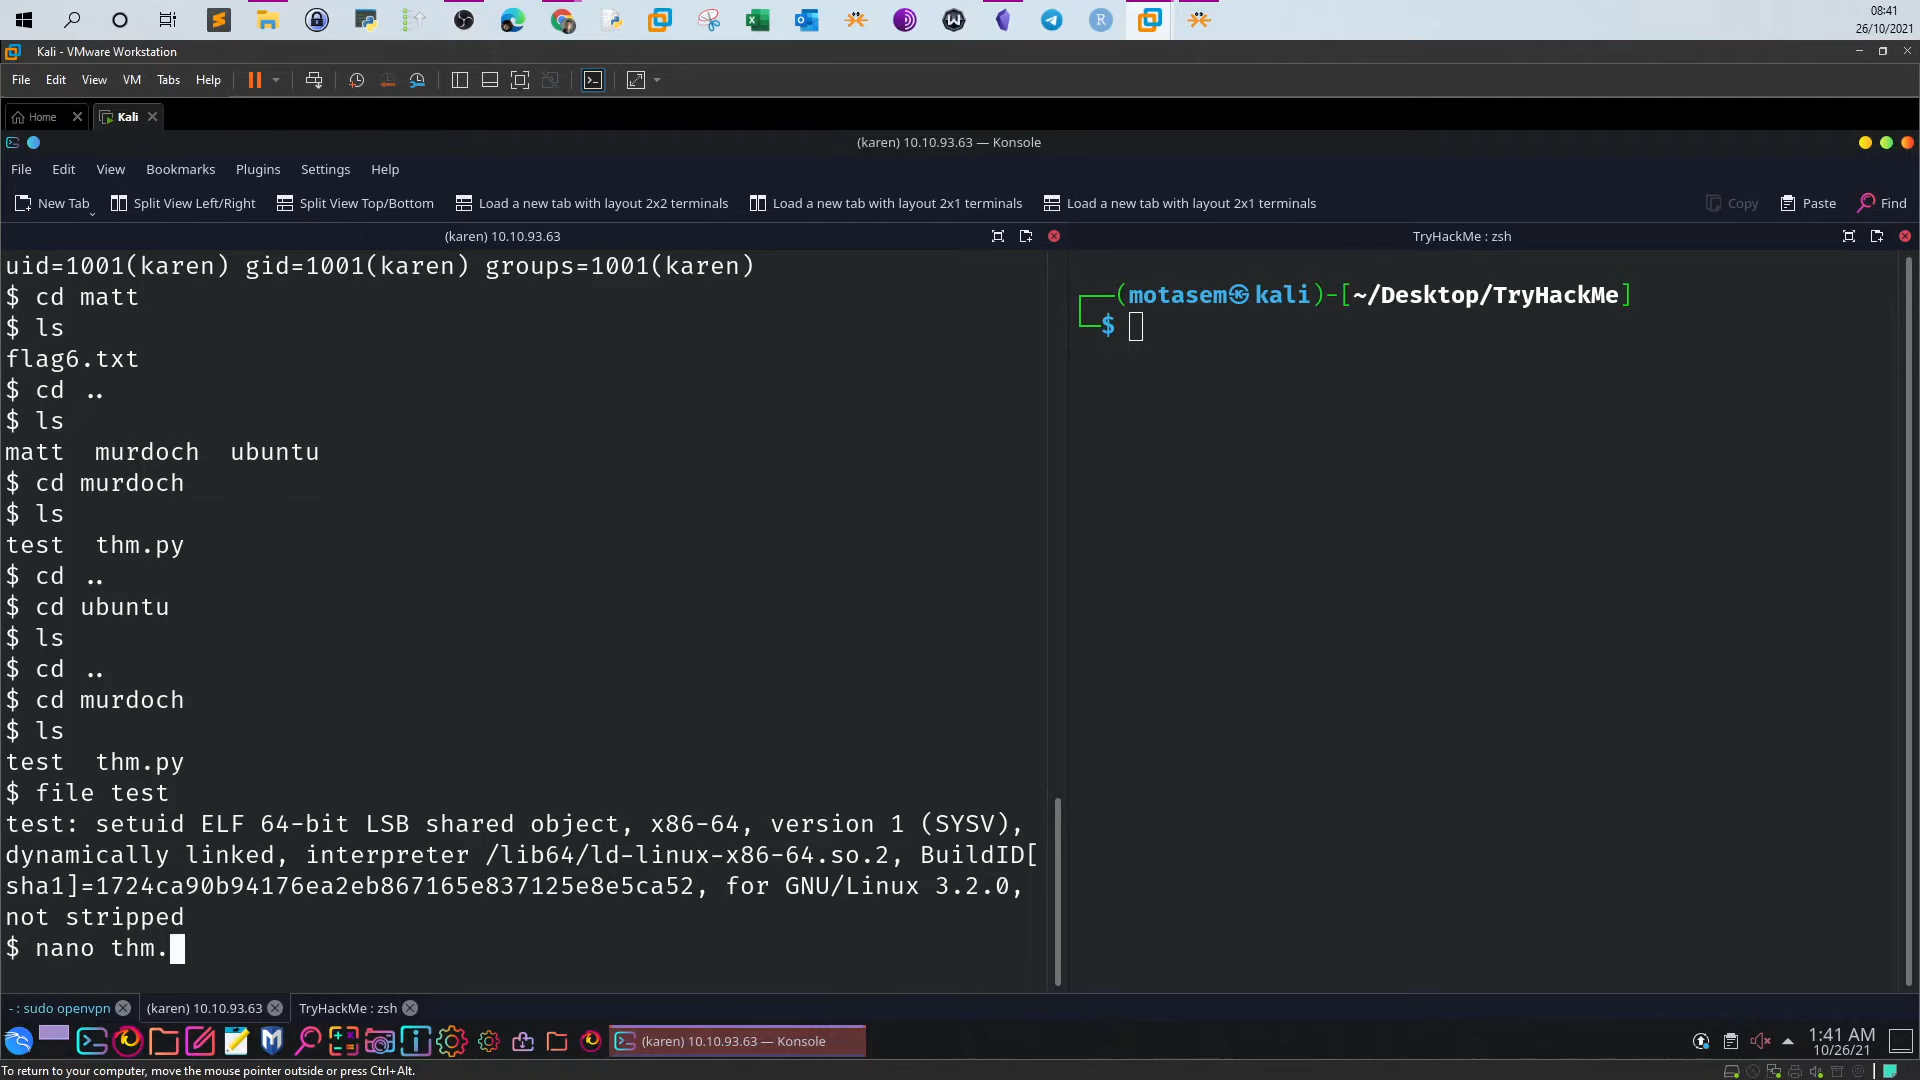 08:41
26/10/2021
Kali - VMware Workstation
File Edit View VM Tabs Help
Home Kali
(karen) 10.10.93.63 — Konsole
File Edit View Bookmarks Plugins Settings Help
New Tab Split View Left/Right Split View Top/Bottom Load a new tab with layout 2x2 terminals Load a new tab with layout 2x1 terminals Load a new tab with layout 2x1 terminals Copy Paste Find
(karen) 10.10.93.63
uid=1001(karen) gid=1001(karen) groups=1001(karen)
$ cd matt
$ ls
flag6.txt
$ cd ..
$ ls
matt  murdoch  ubuntu
$ cd murdoch
$ ls
test  thm.py
$ cd ..
$ cd ubuntu
$ ls
$ cd ..
$ cd murdoch
$ ls
test  thm.py
$ file test
test: setuid ELF 64-bit LSB shared object, x86-64, version 1 (SYSV),
dynamically linked, interpreter /lib64/ld-linux-x86-64.so.2, BuildID[
sha1]=1724ca90b94176ea2eb867165e837125e8e5ca52, for GNU/Linux 3.2.0,
not stripped
$ nano thm.
TryHackMe : zsh
(motasem㉿kali)-[~/Desktop/TryHackMe]
$
- : sudo openvpn (karen) 10.10.93.63 TryHackMe : zsh
(karen) 10.10.93.63 — Konsole
1:41 AM
10/26/21
To return to your computer, move the mouse pointer outside or press Ctrl+Alt.